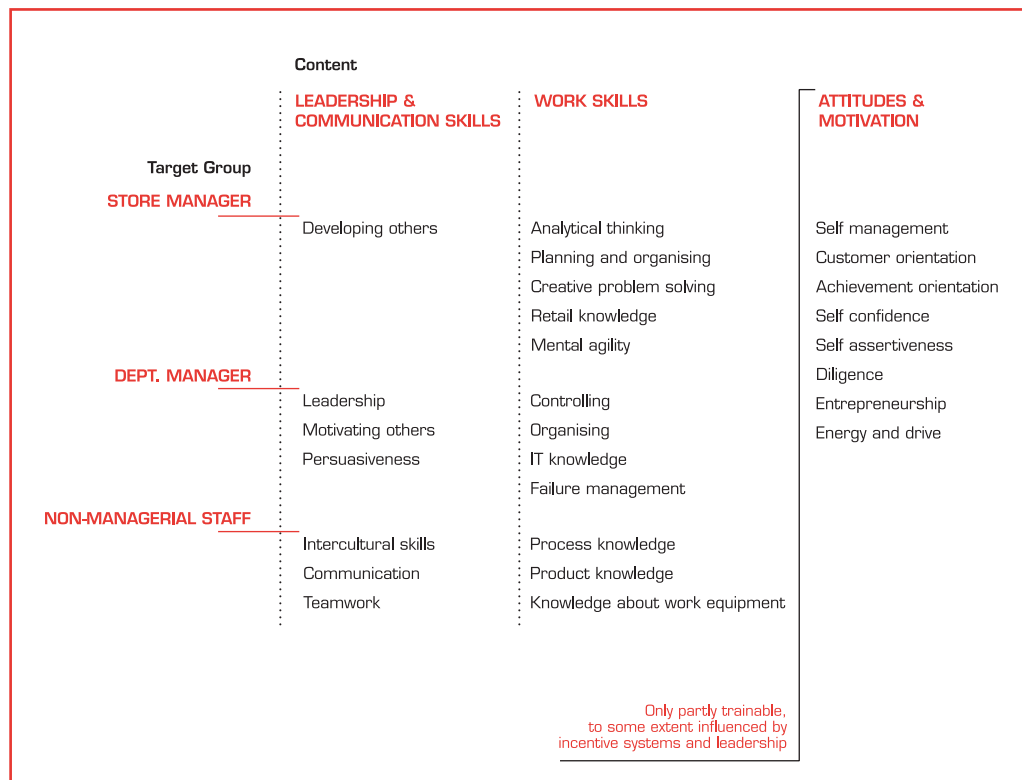 Content
LEADERSHIP &
COMMUNICATION SKILLS
WORK SKILLS
ATTITUDES &
MOTIVATION
Target Group
STORE MANAGER
Developing others
Analytical thinking
Planning and organising
Creative problem solving
Retail knowledge
Mental agility
Self management
Customer orientation
Achievement orientation
Self confidence
Self assertiveness
Diligence
Entrepreneurship
Energy and drive
DEPT. MANAGER
Leadership
Motivating others
Persuasiveness
Controlling
Organising
IT knowledge
Failure management
NON-MANAGERIAL STAFF
Intercultural skills
Communication
Teamwork
Process knowledge
Product knowledge
Knowledge about work equipment
Only partly trainable,
to some extent influenced by
incentive systems and leadership